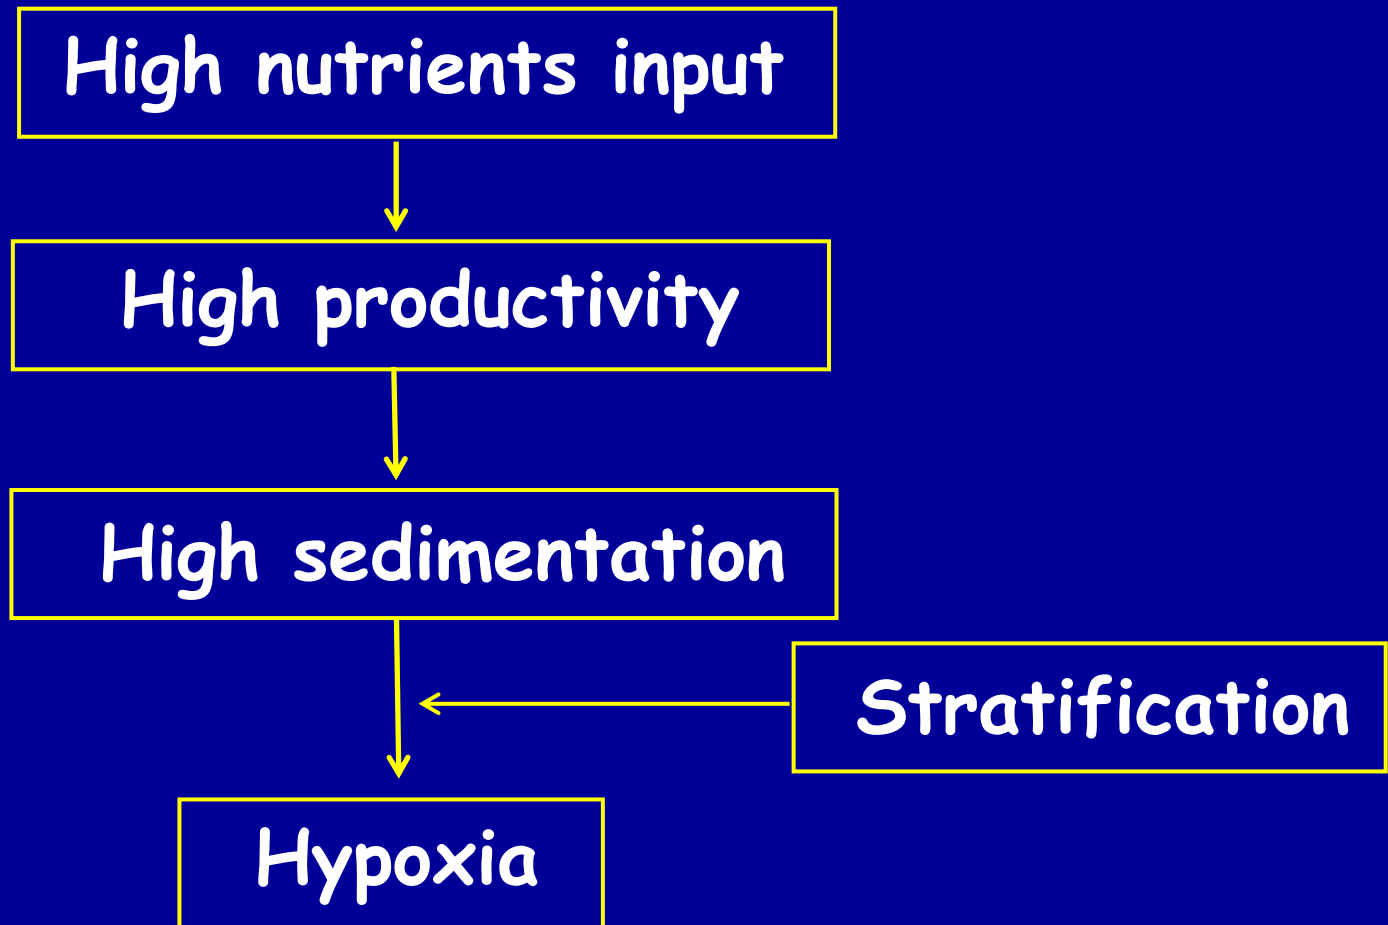 High nutrients input
High productivity
High sedimentation
Stratification
Hypoxia